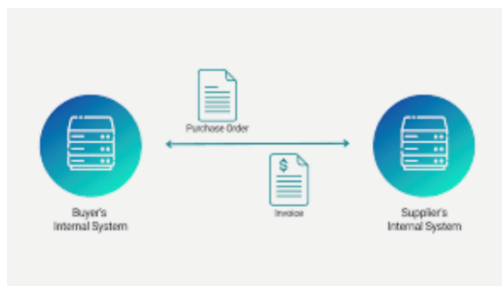 Purchase Order
$
Invoice
Buyer's
Internal System
Supplier's
Internal System